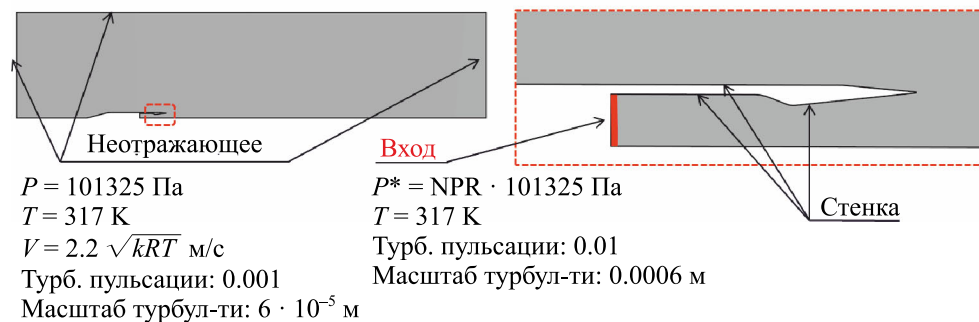 Неотражающее
P = 101325 Па
T = 317 К
V = 2.2 √kRT м/с
Турб. пульсации: 0.001
Масштаб турбул-ти: 6 · 10⁻⁵ м
Вход
P* = NPR · 101325 Па
T = 317 К
Турб. пульсации: 0.01
Масштаб турбул-ти: 0.0006 м
Стенка